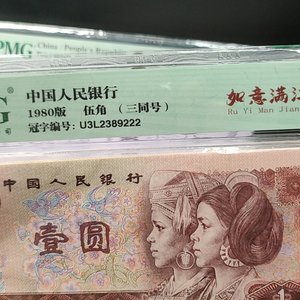 PMG
China - People's Republic
中国人民银行
1980版 伍角 （三同号）
冠字编号: U3L2389222
如意满
Ru Yi Man Jian
中国人民银行
壹圆